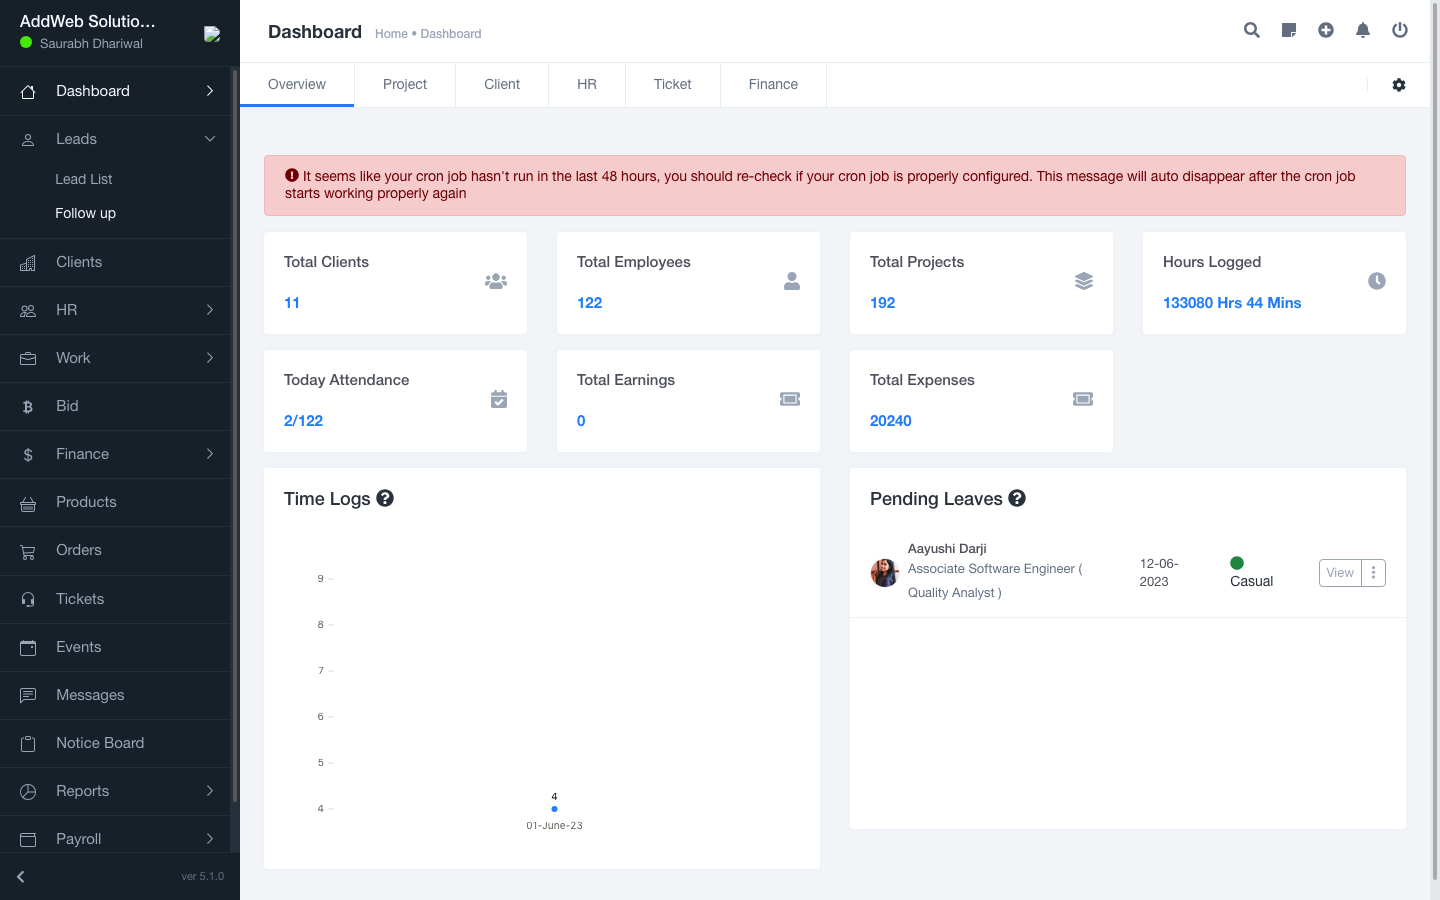 AddWeb Solutio...
Saurabh Dhariwal
Dashboard
Leads
Lead List
Follow up
Clients
HR
Work
Bid
Finance
Products
Orders
Tickets
Events
Messages
Notice Board
Reports
Payroll
ver 5.1.0
Dashboard Home • Dashboard
Overview Project Client HR Ticket Finance
It seems like your cron job hasn't run in the last 48 hours, you should re-check if your cron job is properly configured. This message will auto disappear after the cron job
starts working properly again
Total Clients
11
Total Employees
122
Total Projects
192
Hours Logged
133080 Hrs 44 Mins
Today Attendance
2/122
Total Earnings
0
Total Expenses
20240
Time Logs
9
8
7
6
5
4
4
01-June-23
Pending Leaves
Aayushi Darji
Associate Software Engineer (
Quality Analyst )
12-06-
2023
Casual
View